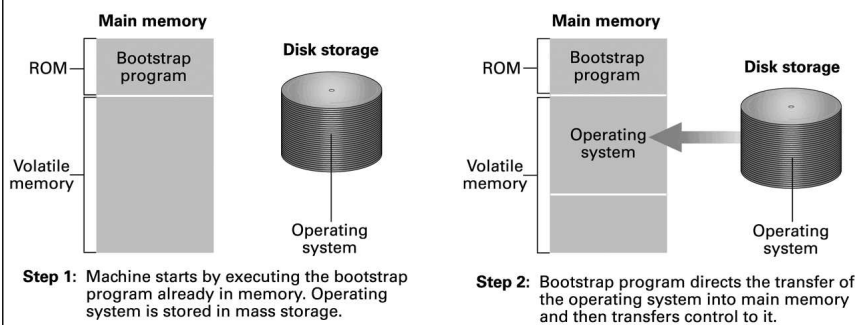 Main memory
Disk storage
ROM
Bootstrap
program
Volatile
memory
Operating
system
Step 1: Machine starts by executing the bootstrap
program already in memory. Operating
system is stored in mass storage.
Main memory
Disk storage
ROM
Bootstrap
program
Operating
system
Volatile
memory
Operating
system
Step 2: Bootstrap program directs the transfer of
the operating system into main memory
and then transfers control to it.